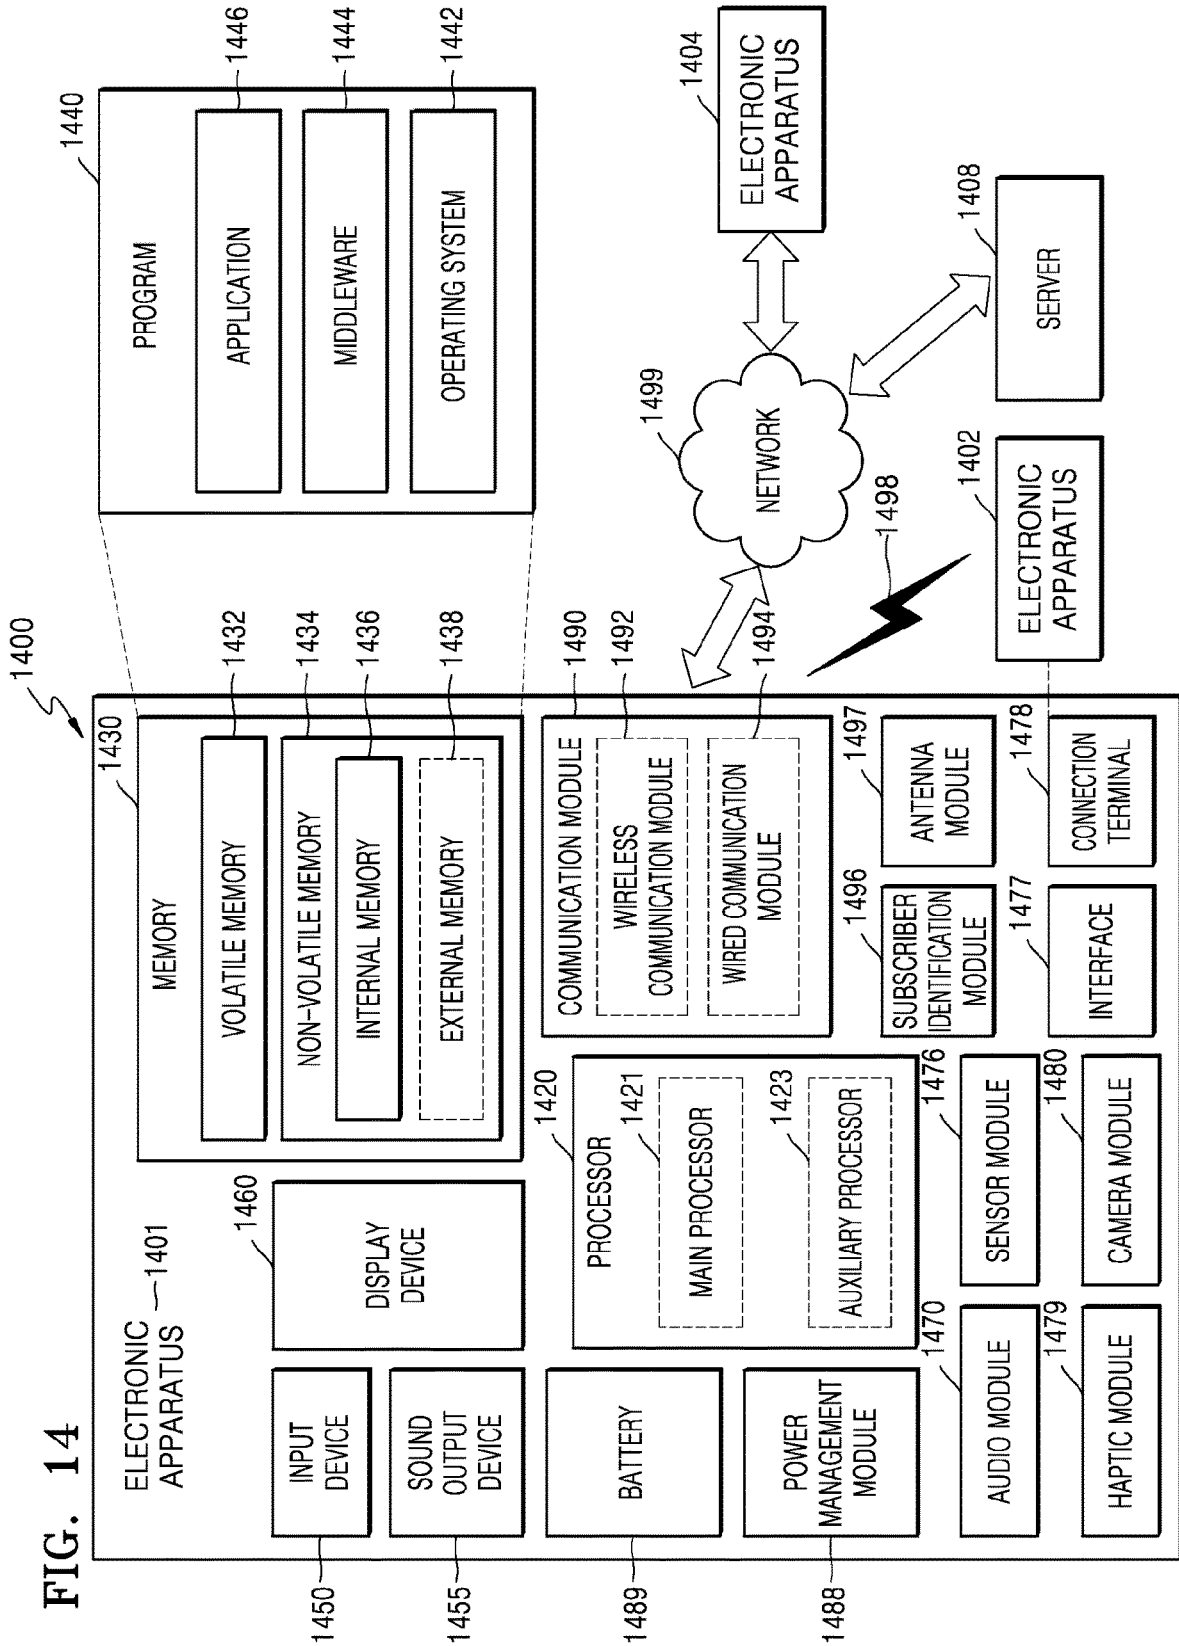 FIG. 14
1400
ELECTRONIC
APPARATUS
1401
1430
MEMORY
VOLATILE MEMORY
1432
NON-VOLATILE MEMORY
1434
INTERNAL MEMORY
1436
EXTERNAL MEMORY
1438
1440
PROGRAM
APPLICATION
1446
MIDDLEWARE
1444
OPERATING SYSTEM
1442
1450
INPUT
DEVICE
1455
SOUND
OUTPUT
DEVICE
1460
DISPLAY
DEVICE
1489
BATTERY
1488
POWER
MANAGEMENT
MODULE
1420
PROCESSOR
1421
MAIN PROCESSOR
1423
AUXILIARY PROCESSOR
COMMUNICATION MODULE
1490
WIRELESS
COMMUNICATION MODULE
1492
WIRED COMMUNICATION
MODULE
1494
1499
NETWORK
1404
ELECTRONIC
APPARATUS
1408
SERVER
1498
1402
ELECTRONIC
APPARATUS
1470
AUDIO MODULE
1476
SENSOR MODULE
1496
SUBSCRIBER
IDENTIFICATION
MODULE
1497
ANTENNA
MODULE
1479
HAPTIC MODULE
1480
CAMERA MODULE
1477
INTERFACE
1478
CONNECTION
TERMINAL